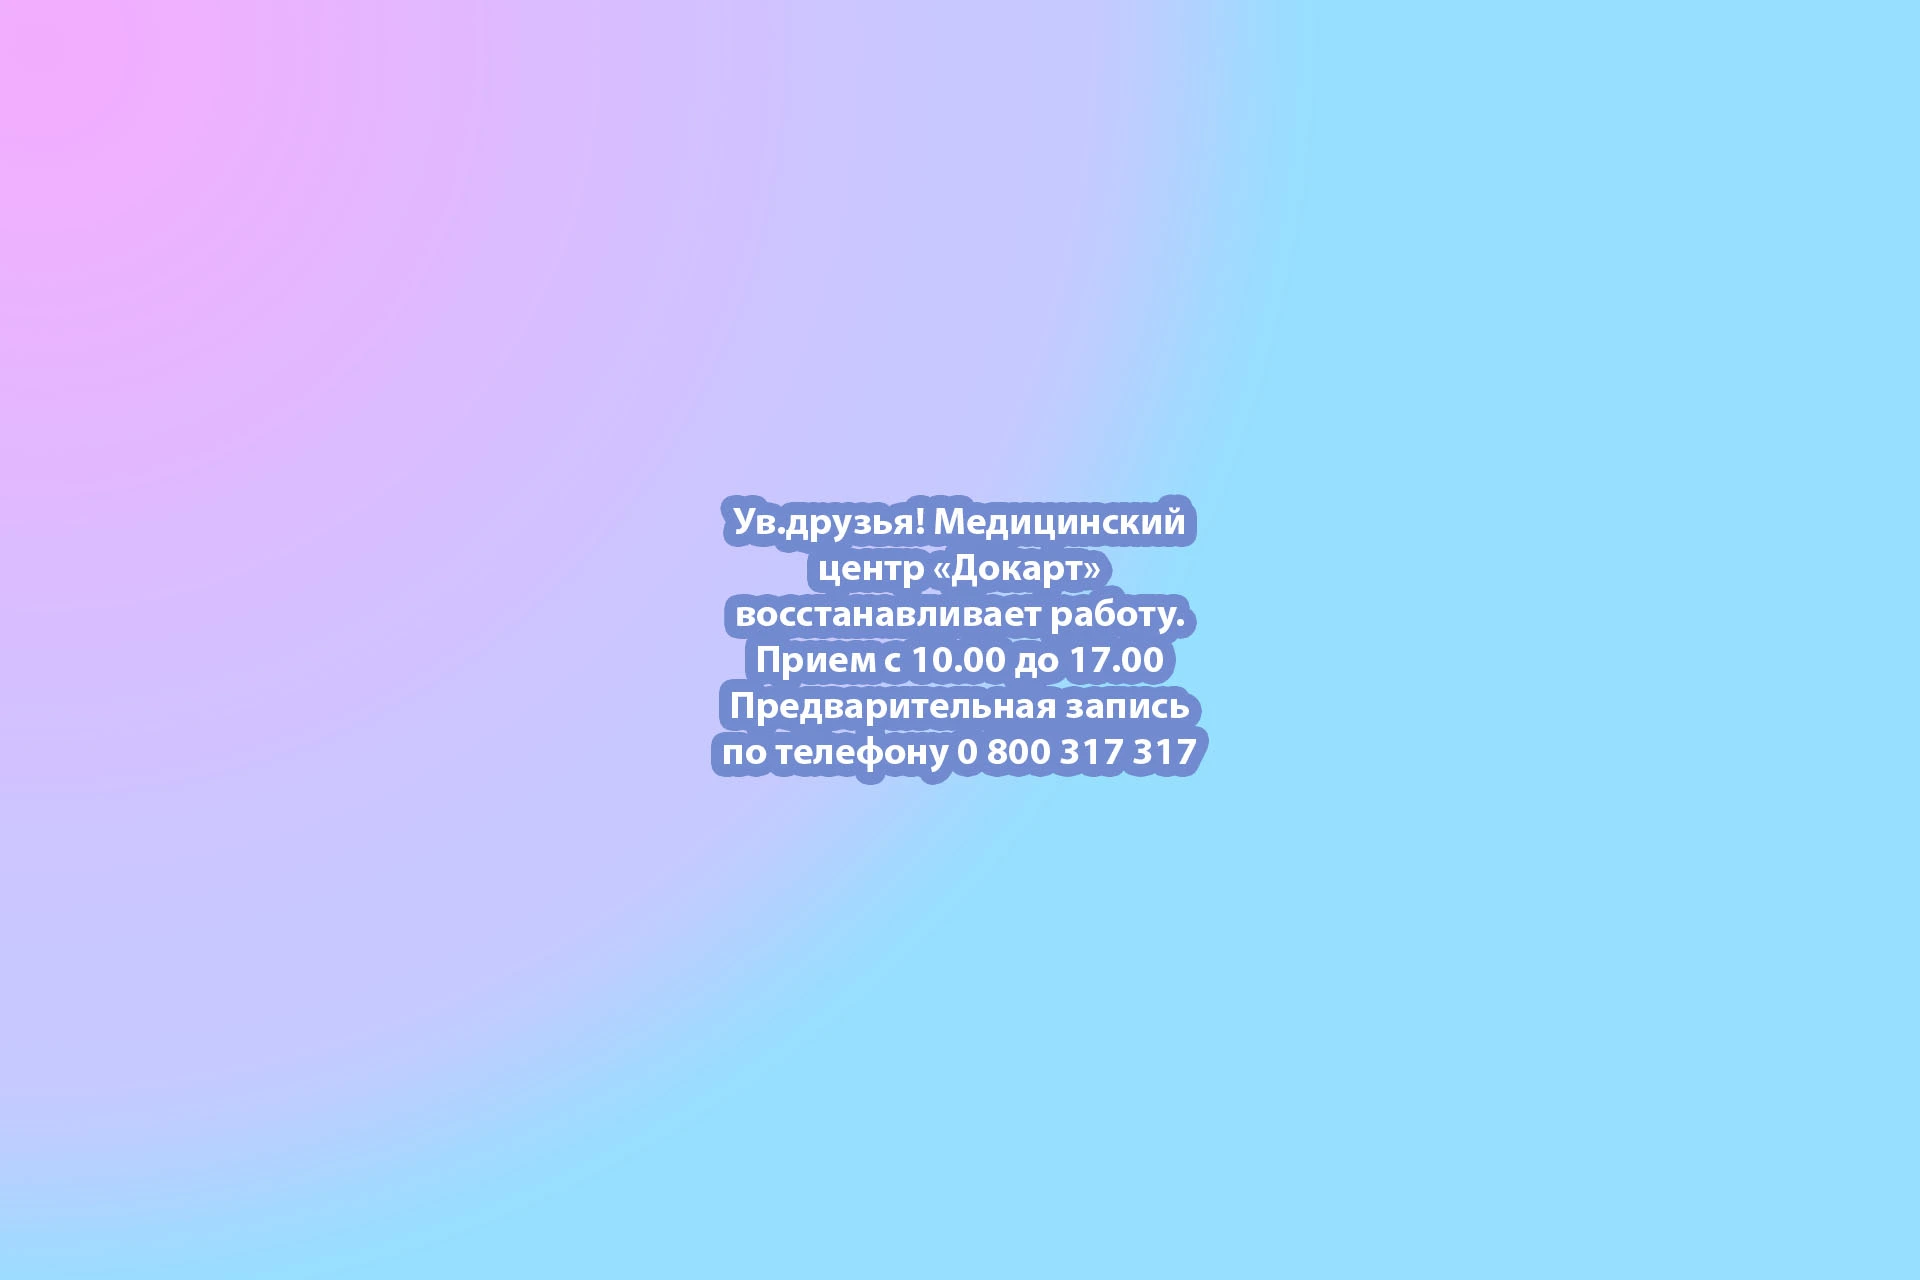 Ув.друзья! Медицинский
центр «Докарт»
восстанавливает работу.
Прием с 10.00 до 17.00
Предварительная запись
по телефону 0 800 317 317